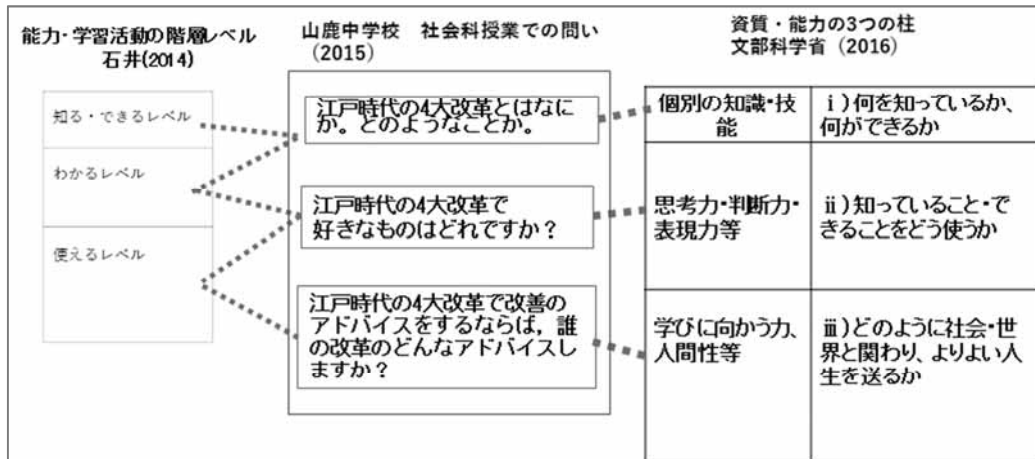 能力・学習活動の階層レベル
石井(2014)
知る・できるレベル
わかるレベル
使えるレベル
山鹿中学校 社会科授業での問い
(2015)
江戸時代の4大改革とはなに
か。どのようなことか。
江戸時代の4大改革で
好きなものはどれですか？
江戸時代の4大改革で改善の
アドバイスをするならば，誰
の改革のどんなアドバイスし
ますか？
資質・能力の3つの柱
文部科学省（2016）
個別の知識・技
能
ⅰ）何を知っているか、
何ができるか
思考力・判断力・
表現力等
ⅱ）知っていること・で
きることをどう使うか
学びに向かう力、
人間性等
ⅲ）どのように社会・世
界と関わり、よりよい人
生を送るか